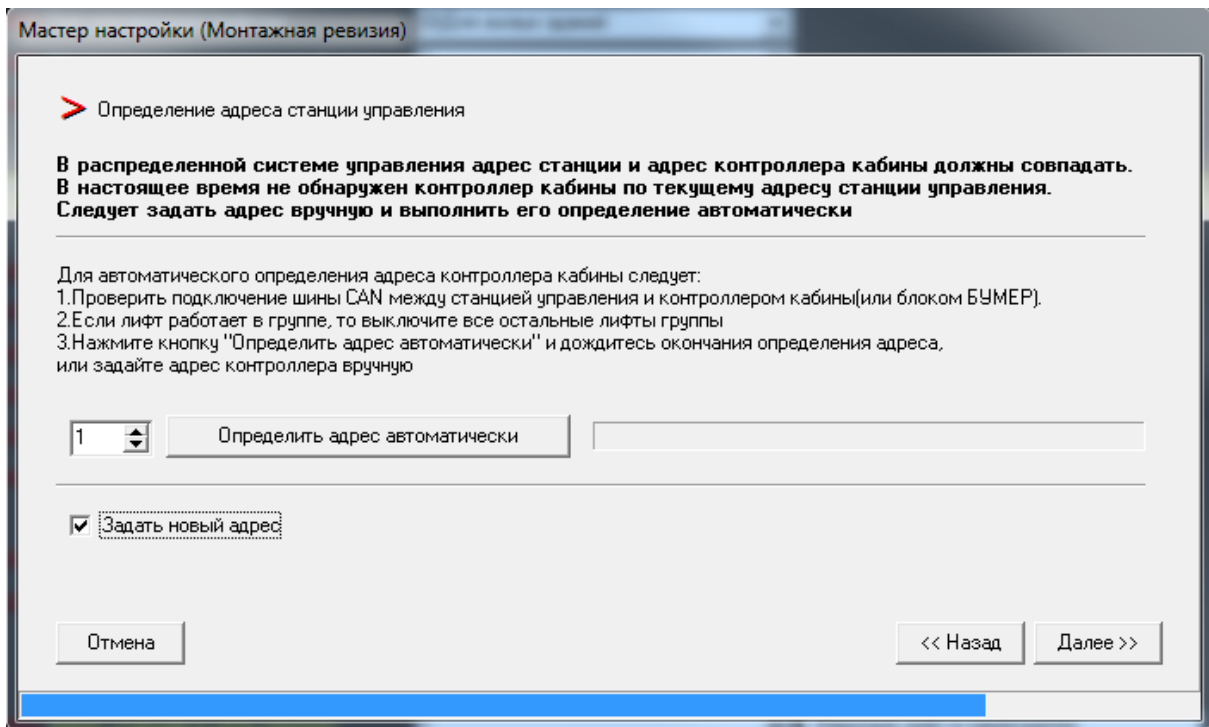 Мастер настройки (Монтажная ревизия)
> Определение адреса станции управления
В распределенной системе управления адрес станции и адрес контроллера кабины должны совпадать.
В настоящее время не обнаружен контроллер кабины по текущему адресу станции управления.
Следует задать адрес вручную и выполнить его определение автоматически
Для автоматического определения адреса контроллера кабины следует:
1.Проверить подключение шины CAN между станцией управления и контроллером кабины(или блоком БУМЕР).
2.Если лифт работает в группе, то выключите все остальные лифты группы
3.Нажмите кнопку "Определить адрес автоматически" и дождитесь окончания определения адреса,
или задайте адрес контроллера вручную
1 Определить адрес автоматически
Задать новый адрес
Отмена << Назад Далее >>